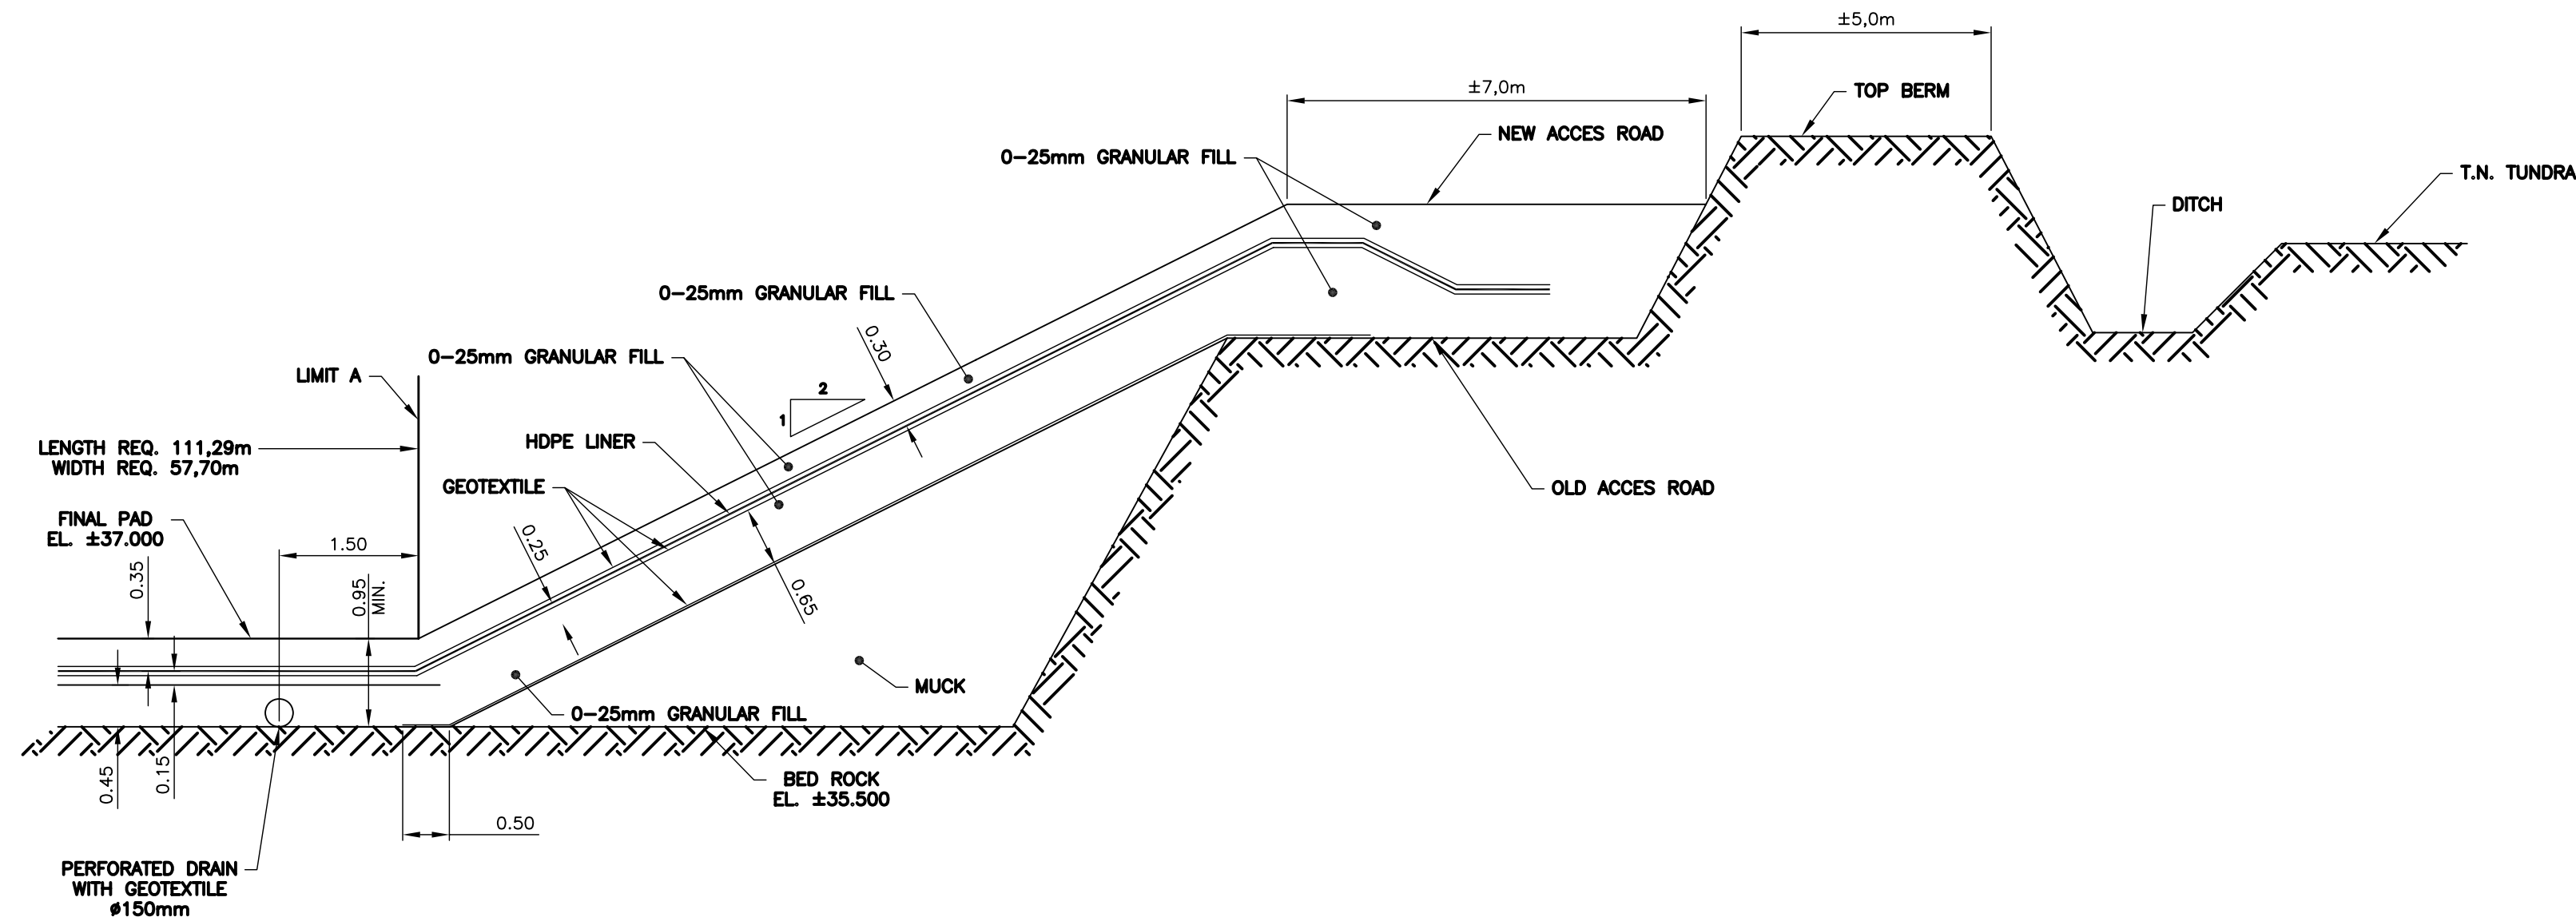 ±5,0m
±7,0m
TOP BERM
NEW ACCES ROAD
0-25mm GRANULAR FILL
T.N. TUNDRA
DITCH
0-25mm GRANULAR FILL
0.30
0-25mm GRANULAR FILL
LIMIT A
2
1
LENGTH REQ. 111,29m
WIDTH REQ. 57,70m
HDPE LINER
GEOTEXTILE
OLD ACCES ROAD
FINAL PAD
EL. ±37.000
1.50
0.25
0.35
0.95
MIN.
0.65
MUCK
0-25mm GRANULAR FILL
0.45
0.15
BED ROCK
EL. ±35.500
0.50
PERFORATED DRAIN
WITH GEOTEXTILE
ø150mm